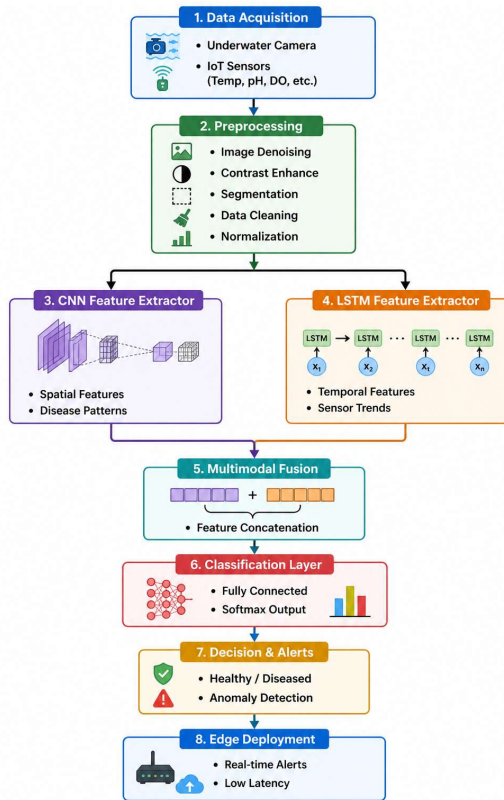 1. Data Acquisition
• Underwater Camera
• IoT Sensors
(Temp, pH, DO, etc.)
2. Preprocessing
• Image Denoising
• Contrast Enhance
• Segmentation
• Data Cleaning
• Normalization
3. CNN Feature Extractor
• Spatial Features
• Disease Patterns
4. LSTM Feature Extractor
LSTM LSTM ··· LSTM ··· LSTM
X1 X2 Xt Xn
• Temporal Features
• Sensor Trends
5. Multimodal Fusion
+
• Feature Concatenation
6. Classification Layer
• Fully Connected
• Softmax Output
7. Decision & Alerts
• Healthy / Diseased
• Anomaly Detection
8. Edge Deployment
• Real-time Alerts
• Low Latency